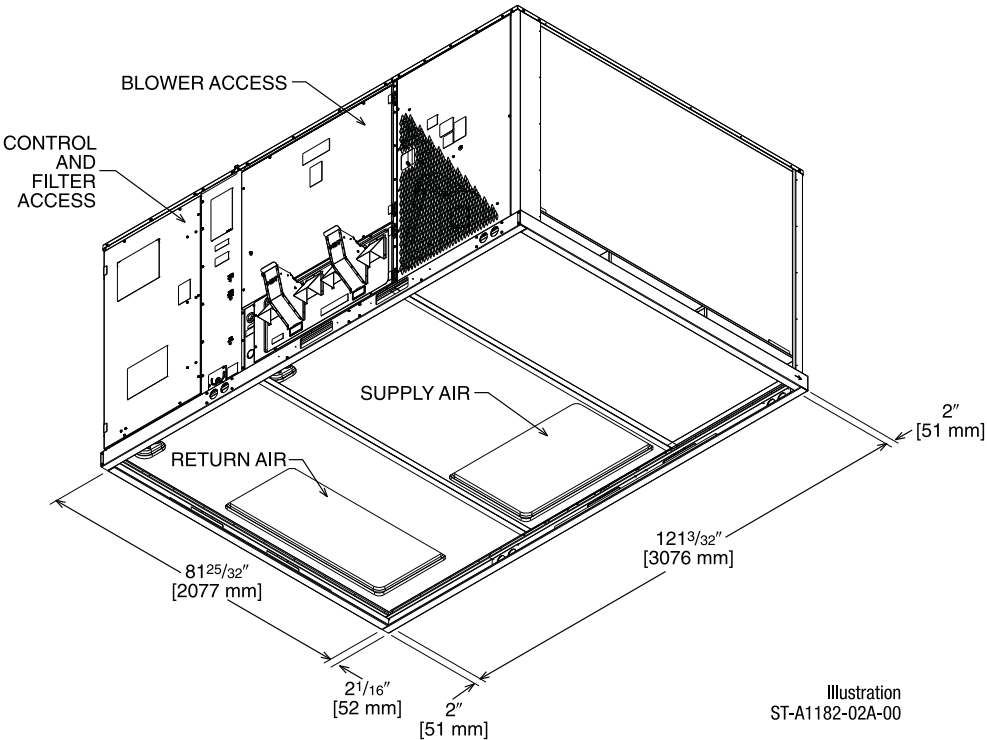 BLOWER ACCESS
CONTROL
AND
FILTER
ACCESS
SUPPLY AIR
RETURN AIR
2″
[51 mm]
121 3/32″
[3076 mm]
81 25/32″
[2077 mm]
2 1/16″
[52 mm]
2″
[51 mm]
Illustration
ST-A1182-02A-00